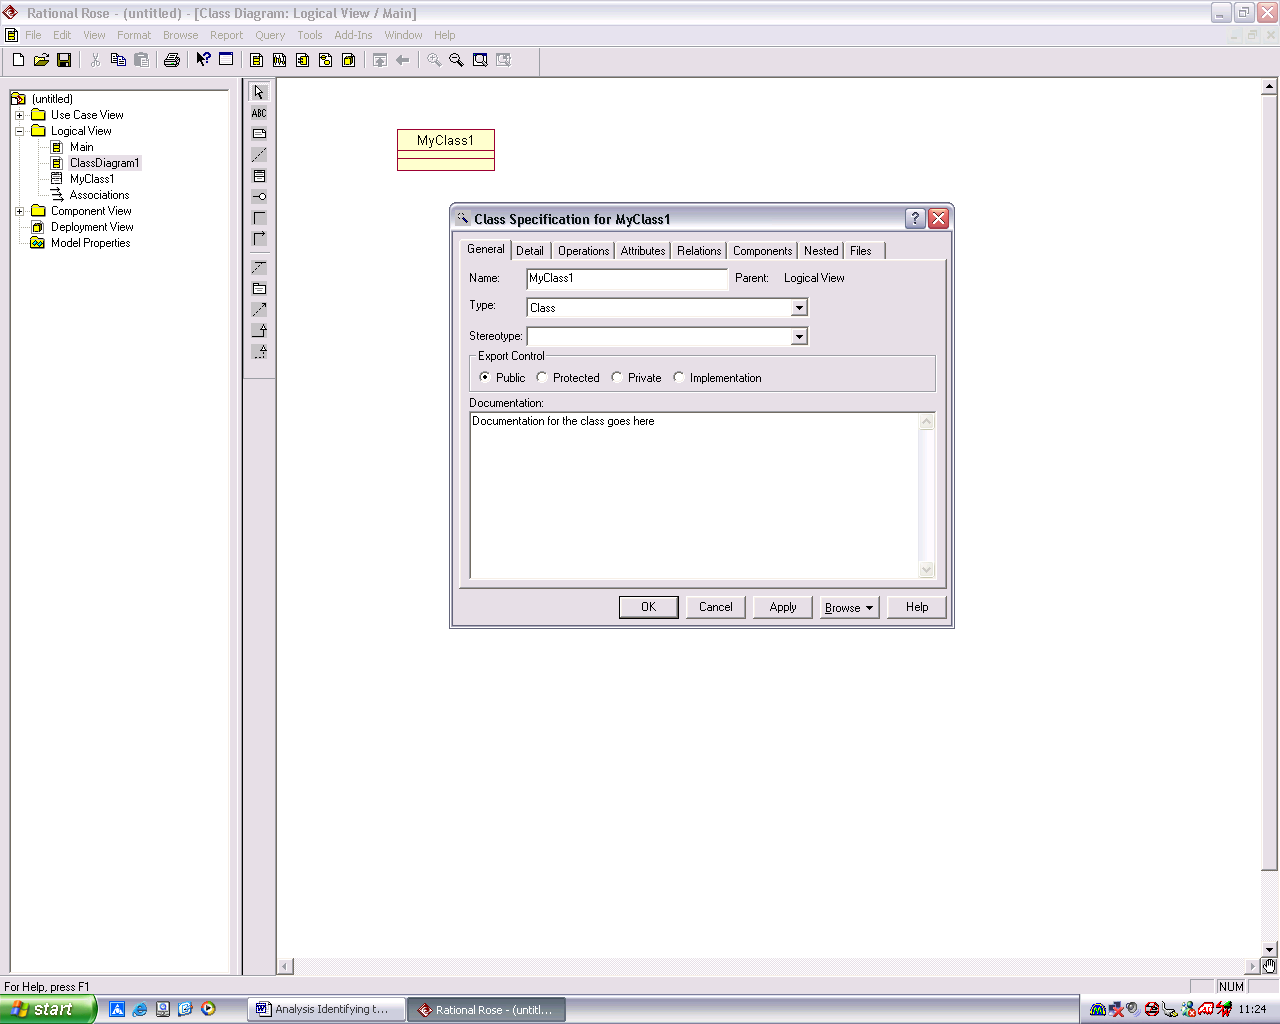 Rational Rose - (untitled) - [Class Diagram: Logical View / Main]
File Edit View Format Browse Report Query Tools Add-Ins Window Help
(untitled)
Use Case View
Logical View
Main
ClassDiagram1
MyClass1
Associations
Component View
Deployment View
Model Properties
ABC
MyClass1
Class Specification for MyClass1
General Detail Operations Attributes Relations Components Nested Files
Name: MyClass1 Parent: Logical View
Type: Class
Stereotype:
Export Control
Public Protected Private Implementation
Documentation:
Documentation for the class goes here
OK Cancel Apply Browse Help
For Help, press F1
NUM
start Analysis Identifying t... Rational Rose - (untitl... 11:24